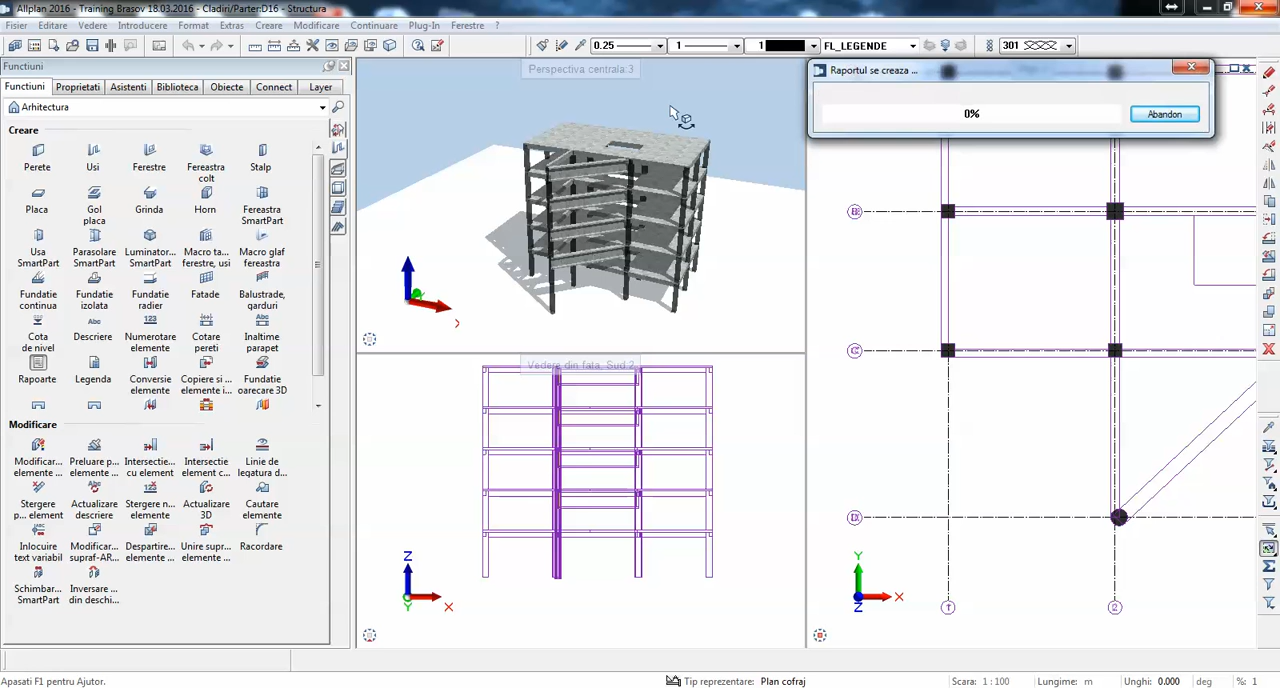 Allplan 2016 - Training Brasov 18.03.2016 - Cladiri/Parter:D16 - Structura
Fisier Editare Vedere Introducere Format Extras Creare Modificare Continuare Plug-In Ferestre ?
0.25 1 1 FL_LEGENDE 301
Functiuni
Functiuni Proprietati Asistenti Biblioteca Obiecte Connect Layer
Arhitectura
Creare
Perete Usi Ferestre Fereastra colt Stalp
Placa Gol placa Grinda Horn Fereastra SmartPart
Usa SmartPart Parasolare SmartPart Luminator... SmartPart Macro ta... ferestre, usi Macro glaf fereastra
Fundatie continua Fundatie izolata Fundatie radier Fatade Balustrade, garduri
Cota de nivel Descriere Numerotare elemente Cotare pereti Inaltime parapet
Rapoarte Legenda Conversie elemente Copiere si ... elemente i... Fundatie oarecare 3D
Modificare
Modificar... elemente ... Preluare p... elemente ... Intersectie... cu element Intersectie element c... Linie de legatura d...
Stergere p... element Actualizare descriere Stergere n... elemente Actualizare 3D Cautare elemente
Inlocuire text variabil Modificar... supraf-AR... Despartire... elemente ... Unire supr... elemente ... Racordare
Schimbar... SmartPart Inversare ... din deschi...
Perspectiva centrala:3
X
Vedere din fata, Sud 2
Z
Y
X
Raportul se creaza ...
0%
Abandon
Y
Z
X
1
2
Apasati F1 pentru Ajutor.
Tip reprezentare: Plan cofraj Scara: 1 : 100 Lungime: m Unghi: 0.000 deg %: 1